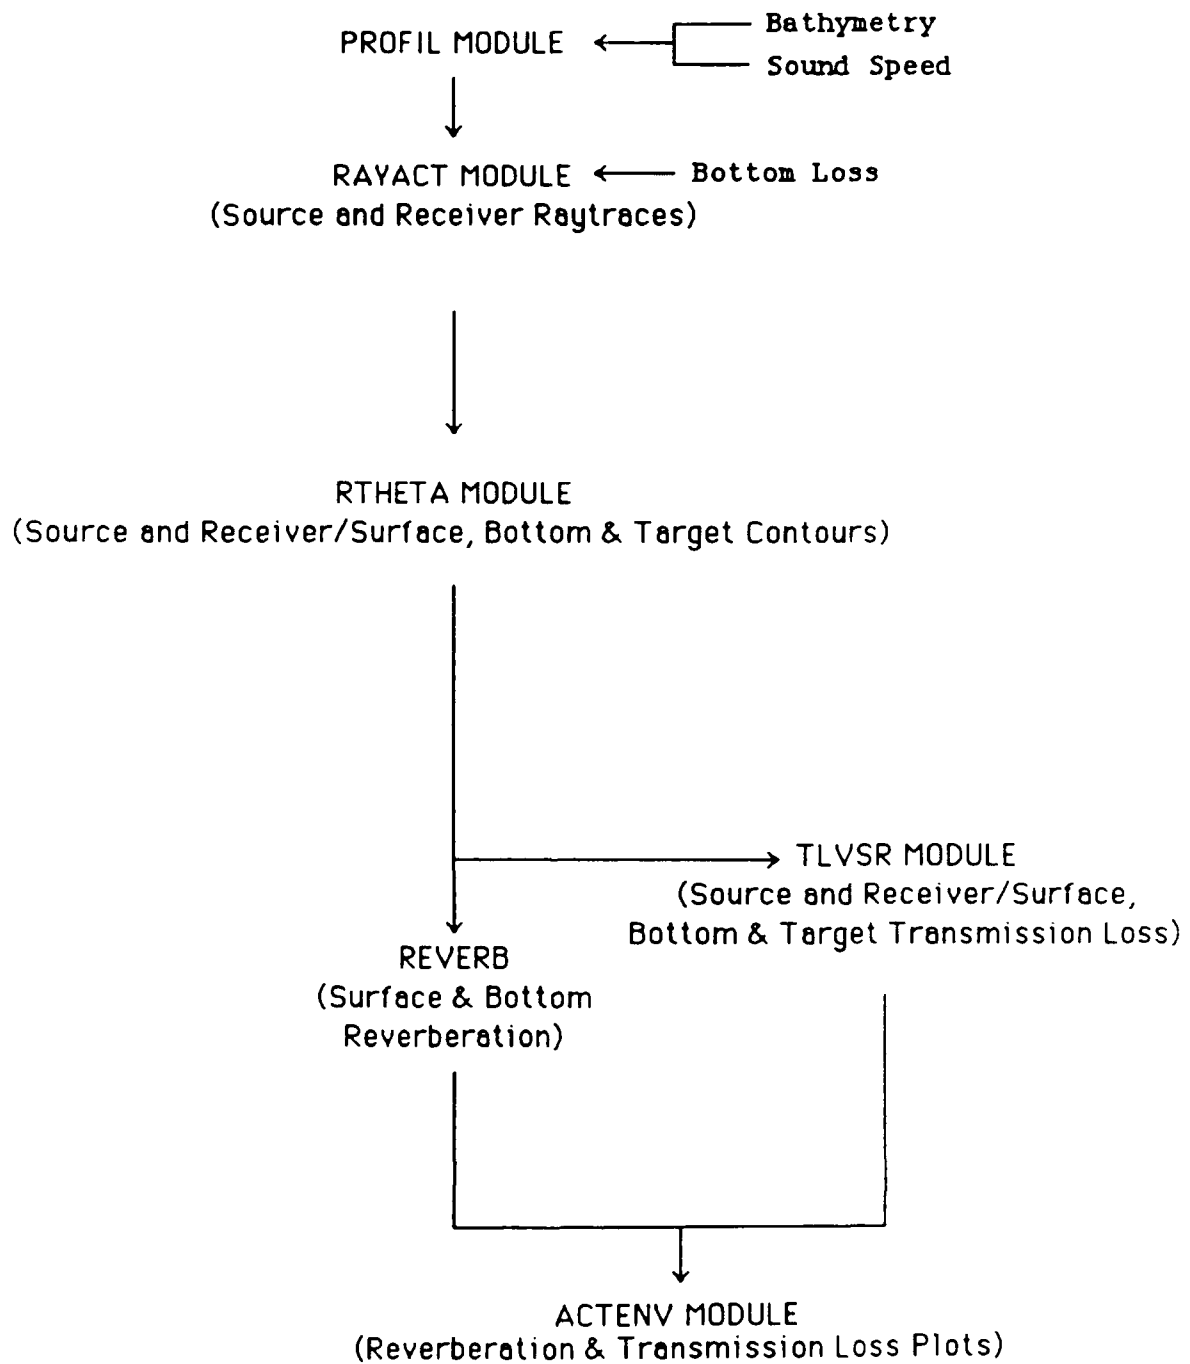 PROFIL MODULE
Bathymetry
Sound Speed
RAYACT MODULE
Bottom Loss
(Source and Receiver Raytraces)
RTHETA MODULE
(Source and Receiver/Surface, Bottom & Target Contours)
TLVSR MODULE
(Source and Receiver/Surface,
Bottom & Target Transmission Loss)
REVERB
(Surface & Bottom
Reverberation)
ACTENV MODULE
(Reverberation & Transmission Loss Plots)